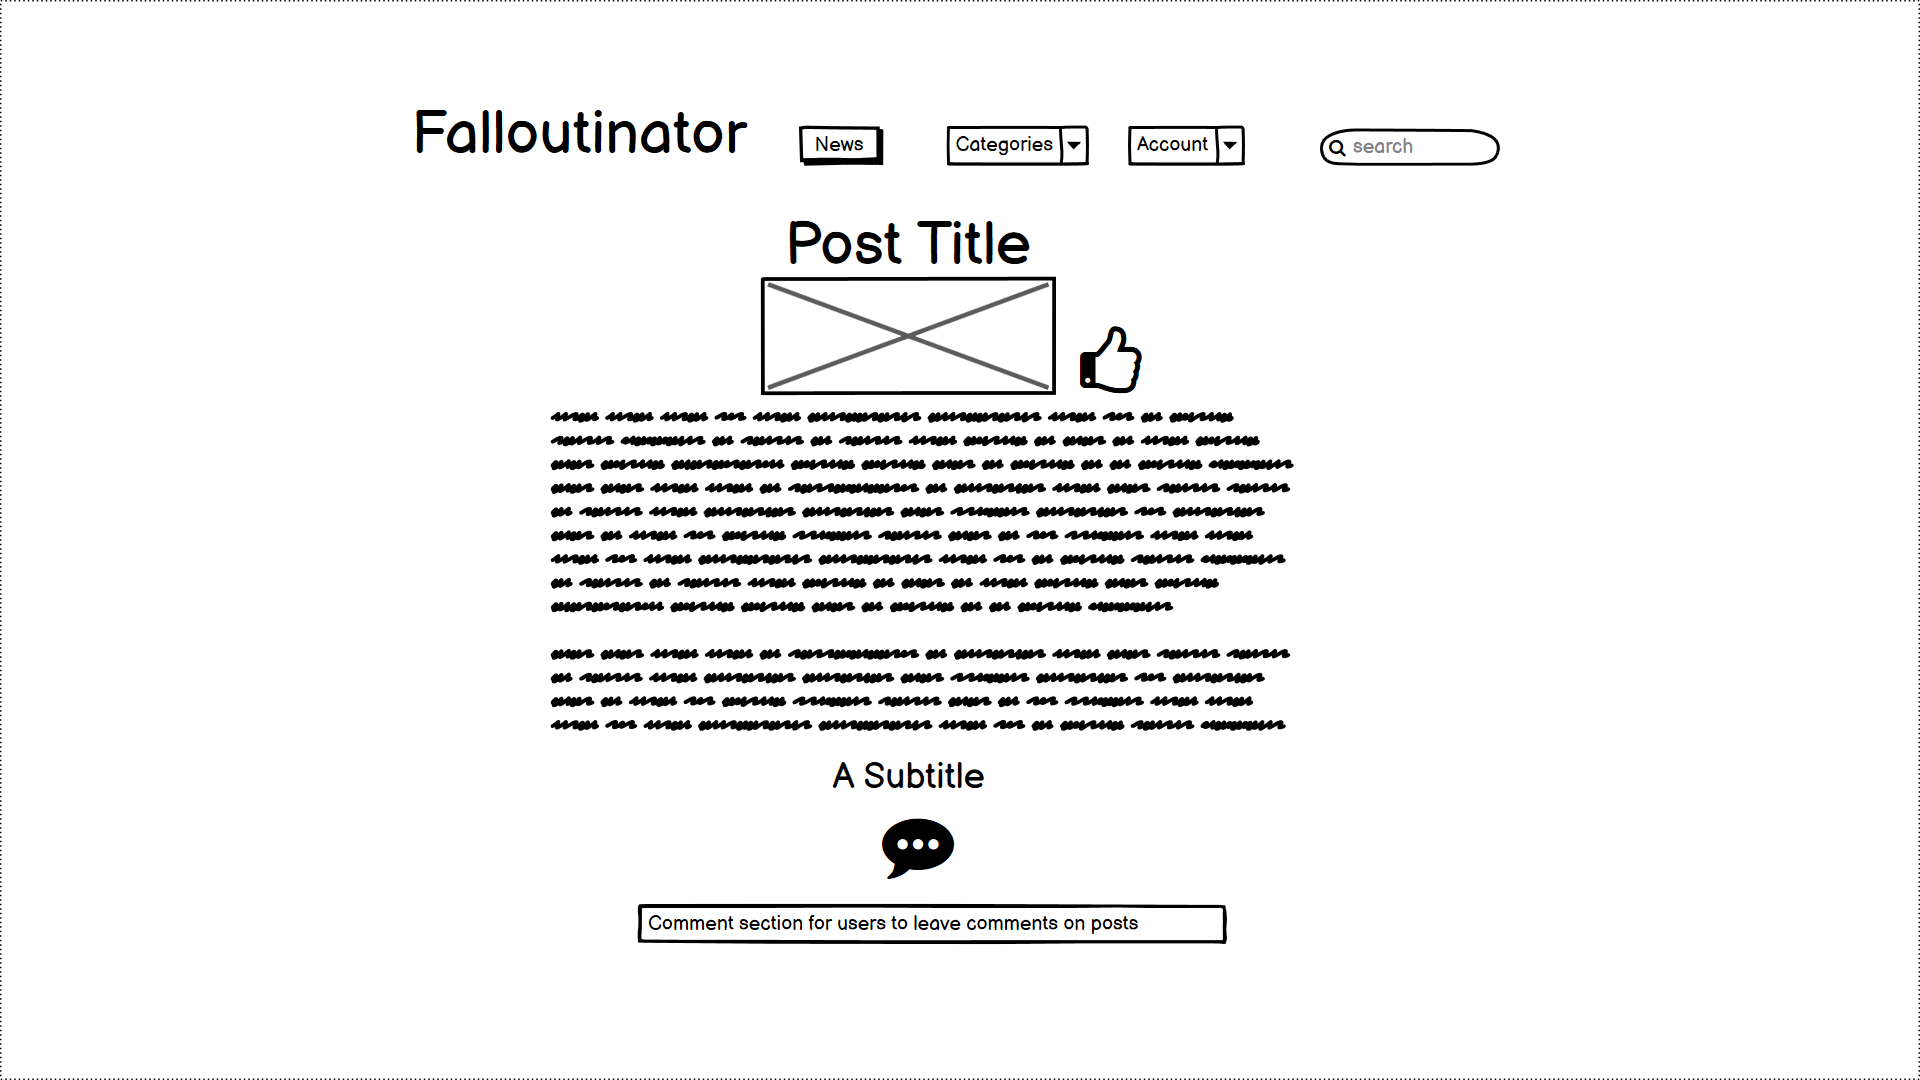 Falloutinator
News
Categories
Account
search
Post Title
A Subtitle
Comment section for users to leave comments on posts